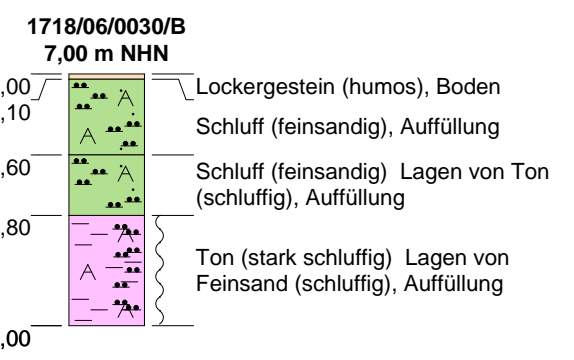 1718/06/0030/B
7,00 m NHN
,00
Lockergestein (humos), Boden
,10
Schluff (feinsandig), Auffüllung
,60
Schluff (feinsandig) Lagen von Ton
(schluffig), Auffüllung
,80
Ton (stark schluffig) Lagen von
Feinsand (schluffig), Auffüllung
,00